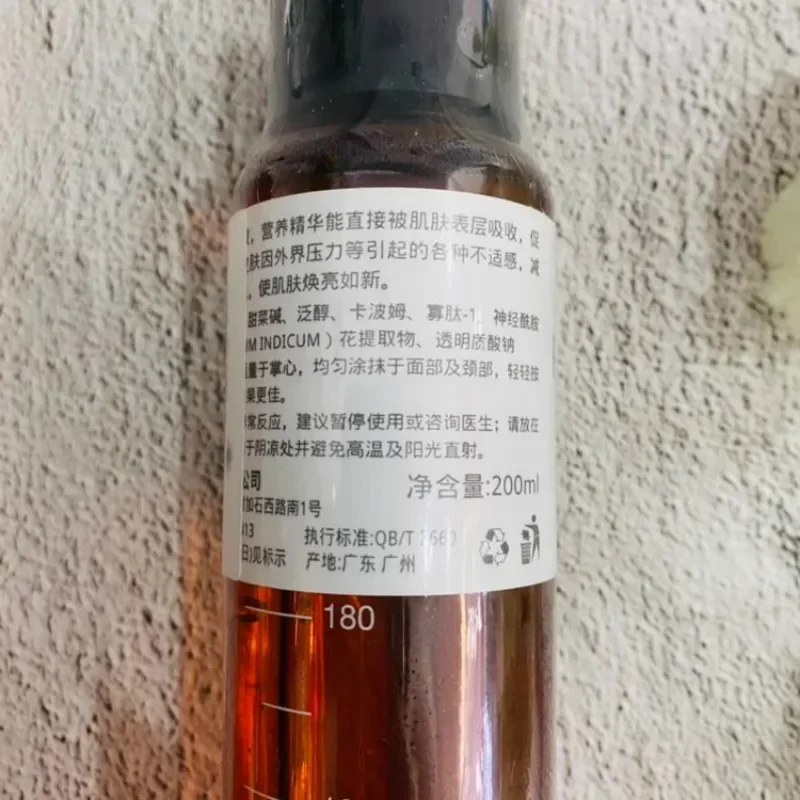 营养精华能直接被肌肤表层吸收，促
肤因外界压力等引起的各种不适感，减
使肌肤焕亮如新。
甜菜碱、泛醇、卡波姆、寡肽-1、神经酰胺
M INDICUM）花提取物、透明质酸钠
量于掌心，均匀涂抹于面部及颈部，轻轻按
果更佳。
常反应，建议暂停使用或咨询医生；请放在
于阴凉处并避免高温及阳光直射。
公司
净含量:200ml
加石西路南1号
13
执行标准:QB/T 2660
日)见标示
产地:广东 广州
180